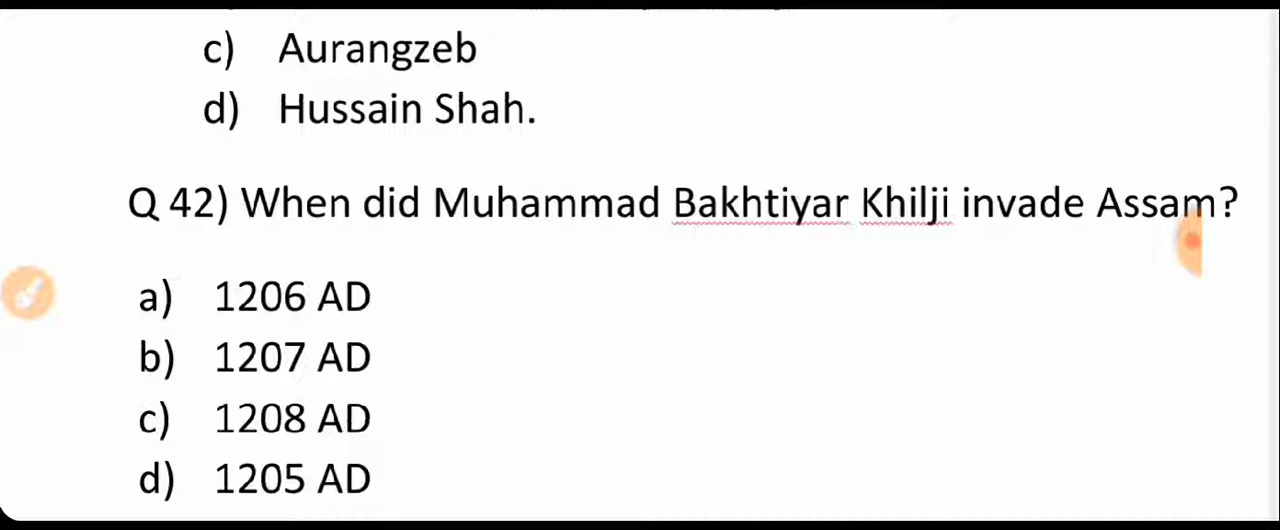 c) Aurangzeb
d) Hussain Shah.
Q 42) When did Muhammad Bakhtiyar Khilji invade Assam?
a) 1206 AD
b) 1207 AD
c) 1208 AD
d) 1205 AD